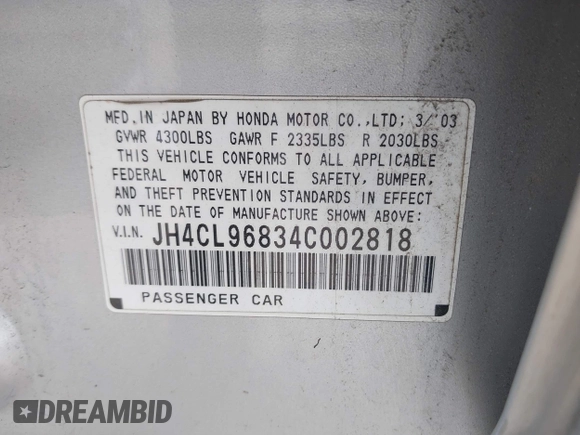 MFD. IN JAPAN BY HONDA MOTOR CO.,LTD; 3/'03
GVWR 4300LBS GAWR F 2335LBS R 2030LBS
THIS VEHICLE CONFORMS TO ALL APPLICABLE
FEDERAL MOTOR VEHICLE SAFETY, BUMPER,
AND THEFT PREVENTION STANDARDS IN EFFECT
ON THE DATE OF MANUFACTURE SHOWN ABOVE:
V.I.N. JH4CL96834C002818
PASSENGER CAR
DREAMBID